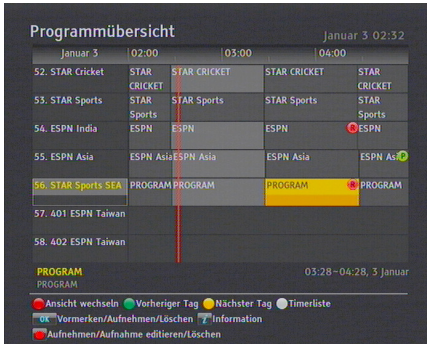 Programmübersicht
Januar 3 02:32
Januar 3 02:00 03:00 04:00
52. STAR Cricket STAR CRICKET STAR CRICKET STAR CRICKET STAR CRICKET
53. STAR Sports STAR Sports STAR Sports STAR Sports STAR Sports
54. ESPN India ESPN ESPN ESPN R ESPN
55. ESPN Asia ESPN Asia ESPN Asia ESPN Asia ESPN As P
56. STAR Sports SEA PROGRAM PROGRAM PROGRAM R PROGRAM
57. 401 ESPN Taiwan
58. 402 ESPN Taiwan
PROGRAM 03:28-04:28, 3 Januar
PROGRAM
Ansicht wechseln Vorheriger Tag Nächster Tag Timerliste
OK Vormerken/Aufnehmen/Löschen i Information
Aufnehmen/Aufnahme editieren/Löschen